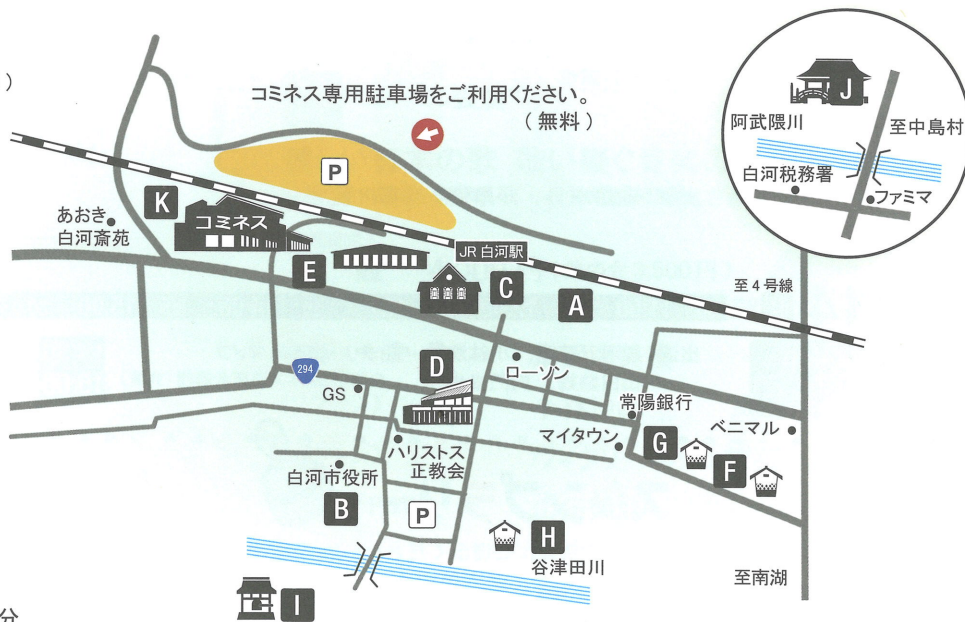 )
コミネス専用駐車場をご利用ください。
(無料)
P
K
コミネス
あおき
白河斎苑
E
JR 白河駅
C
A
至4号線
J
阿武隈川
至中島村
白河税務署
ファミマ
294
GS
D
ローソン
常陽銀行
マイタウン
G
ベニマル
F
ハリストス
正教会
白河市役所
B
P
H
谷津田川
至南湖
I
分